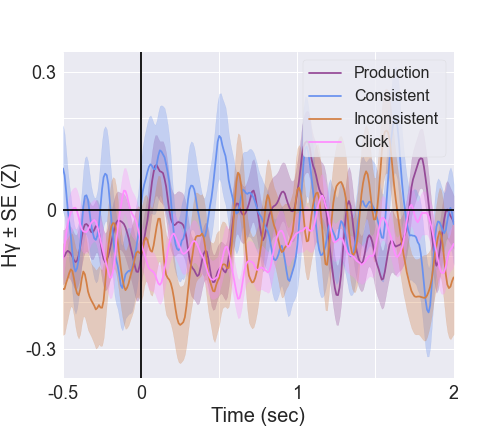 Production
Consistent
Inconsistent
Click
0.3
0
-0.3
Hγ ± SE (Z)
-0.5
0
1
2
Time (sec)